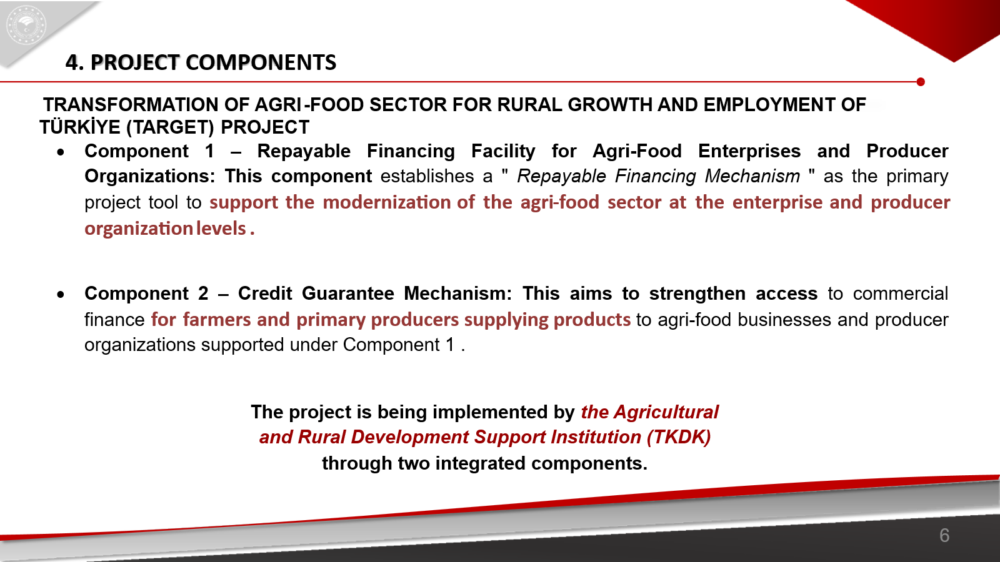 4. PROJECT COMPONENTS
TRANSFORMATION OF AGRI-FOOD SECTOR FOR RURAL GROWTH AND EMPLOYMENT OF
TÜRKİYE (TARGET) PROJECT
• Component 1 – Repayable Financing Facility for Agri-Food Enterprises and Producer
Organizations: This component establishes a " Repayable Financing Mechanism " as the primary
project tool to support the modernization of the agri-food sector at the enterprise and producer
organization levels .
• Component 2 – Credit Guarantee Mechanism: This aims to strengthen access to commercial
finance for farmers and primary producers supplying products to agri-food businesses and producer
organizations supported under Component 1 .
The project is being implemented by the Agricultural
and Rural Development Support Institution (TKDK)
through two integrated components.
6